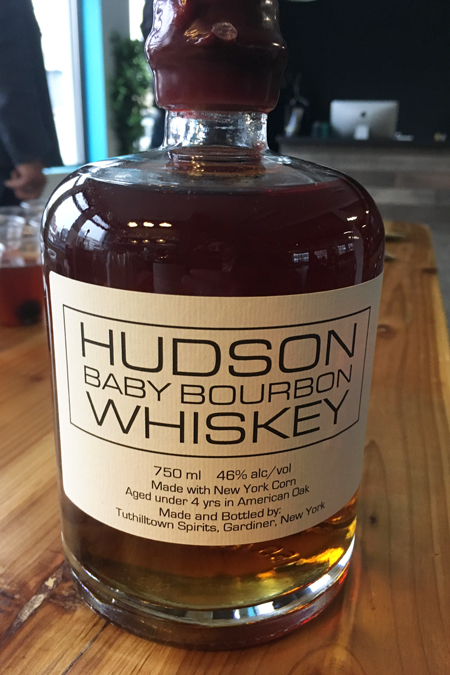 HUDSON
BABY BOURBON
WHISKEY
750 ml 46% alc/vol
Made with New York Corn
Aged under 4 yrs in American Oak
Made and Bottled by:
Tuthilltown Spirits, Gardiner, New York